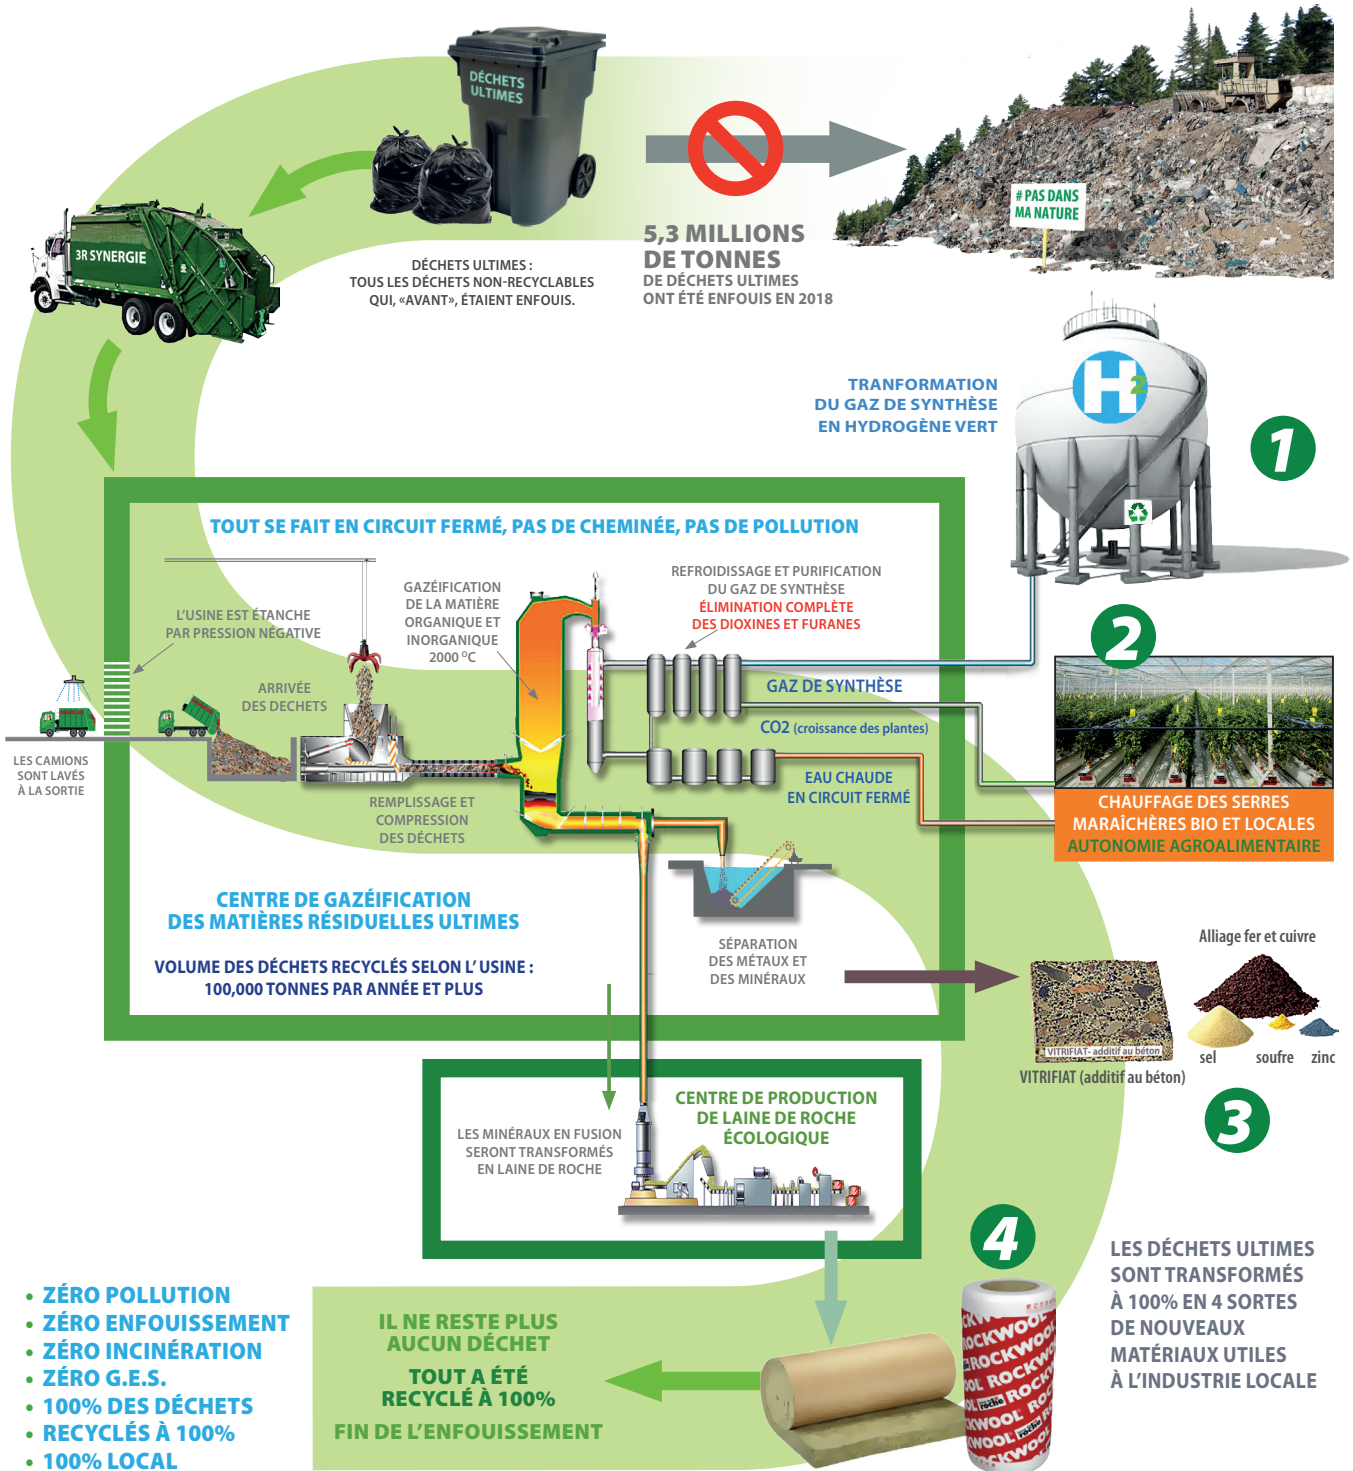 DÉCHETS
ULTIMES
# PAS DANS
MA NATURE
3R SYNERGIE
DÉCHETS ULTIMES :
TOUS LES DÉCHETS NON-RECYCLABLES
QUI, «AVANT», ÉTAIENT ENFOUIS.
5,3 MILLIONS
DE TONNES
DE DÉCHETS ULTIMES
ONT ÉTÉ ENFOUIS EN 2018
TRANFORMATION
DU GAZ DE SYNTHÈSE
EN HYDROGÈNE VERT
H2
1
TOUT SE FAIT EN CIRCUIT FERMÉ, PAS DE CHEMINÉE, PAS DE POLLUTION
L'USINE EST ÉTANCHE
PAR PRESSION NÉGATIVE
GAZÉIFICATION
DE LA MATIÈRE
ORGANIQUE ET
INORGANIQUE
2000 °C
REFROIDISSAGE ET PURIFICATION
DU GAZ DE SYNTHÈSE
ÉLIMINATION COMPLÈTE
DES DIOXINES ET FURANES
2
ARRIVÉE
DES DECHETS
GAZ DE SYNTHÈSE
CO2 (croissance des plantes)
EAU CHAUDE
EN CIRCUIT FERMÉ
LES CAMIONS
SONT LAVÉS
À LA SORTIE
REMPLISSAGE ET
COMPRESSION
DES DÉCHETS
CHAUFFAGE DES SERRES
MARAÎCHÈRES BIO ET LOCALES
AUTONOMIE AGROALIMENTAIRE
CENTRE DE GAZÉIFICATION
DES MATIÈRES RÉSIDUELLES ULTIMES
VOLUME DES DÉCHETS RECYCLÉS SELON L' USINE :
100,000 TONNES PAR ANNÉE ET PLUS
SÉPARATION
DES MÉTAUX ET
DES MINÉRAUX
Alliage fer et cuivre
VITRIFIAT- additif au béton
sel soufre zinc
VITRIFIAT (additif au béton)
3
CENTRE DE PRODUCTION
DE LAINE DE ROCHE
ÉCOLOGIQUE
LES MINÉRAUX EN FUSION
SERONT TRANSFORMÉS
EN LAINE DE ROCHE
4
LES DÉCHETS ULTIMES
SONT TRANSFORMÉS
À 100% EN 4 SORTES
DE NOUVEAUX
MATÉRIAUX UTILES
À L'INDUSTRIE LOCALE
ROCKWOOL
ROCKWOOL
ROCKWOOL
roche
• ZÉRO POLLUTION
• ZÉRO ENFOUISSEMENT
• ZÉRO INCINÉRATION
• ZÉRO G.E.S.
• 100% DES DÉCHETS
• RECYCLÉS À 100%
• 100% LOCAL
IL NE RESTE PLUS
AUCUN DÉCHET
TOUT A ÉTÉ
RECYCLÉ À 100%
FIN DE L'ENFOUISSEMENT